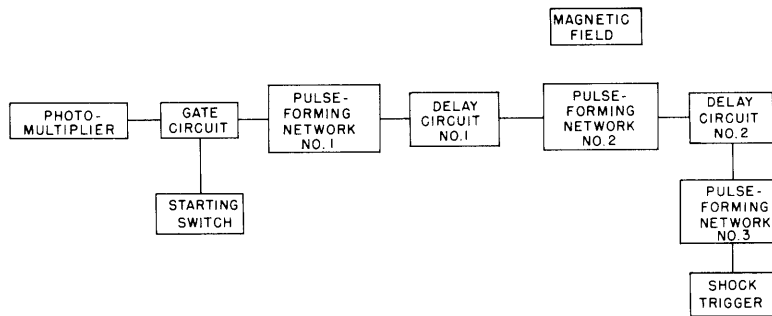 MAGNETIC
FIELD
PHOTO-
MULTIPLIER
GATE
CIRCUIT
PULSE-
FORMING
NETWORK
NO. 1
DELAY
CIRCUIT
NO. 1
PULSE-
FORMING
NETWORK
NO. 2
DELAY
CIRCUIT
NO. 2
STARTING
SWITCH
PULSE-
FORMING
NETWORK
NO. 3
SHOCK
TRIGGER